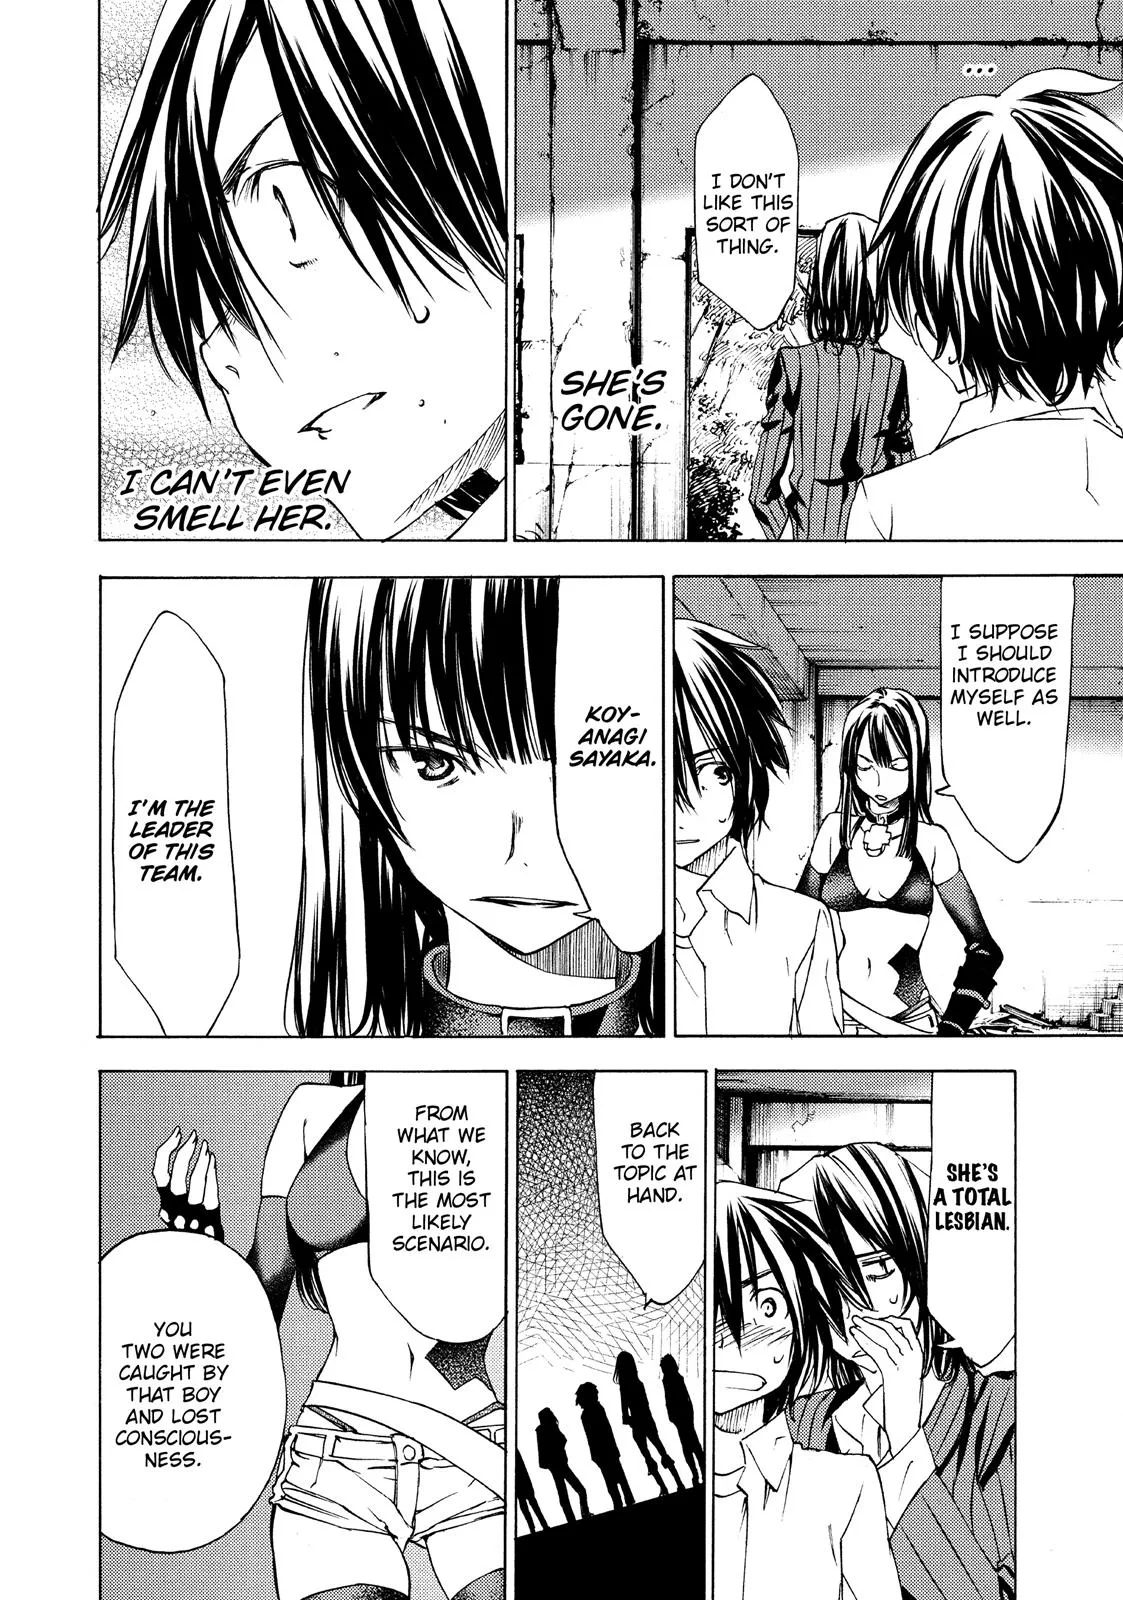 ...
I DON'T
LIKE THIS
SORT OF
THING.
SHE'S
GONE.
I CAN'T EVEN
SMELL HER.
I SUPPOSE
I SHOULD
INTRODUCE
MYSELF AS
WELL.
KOY-
ANAGI
SAYAKA.
I'M THE
LEADER
OF THIS
TEAM.
SHE'S
A TOTAL
LESBIAN.
BACK
TO THE
TOPIC AT
HAND.
FROM
WHAT WE
KNOW,
THIS IS
THE MOST
LIKELY
SCENARIO.
YOU
TWO WERE
CAUGHT BY
THAT BOY
AND LOST
CONSCIOUS-
NESS.